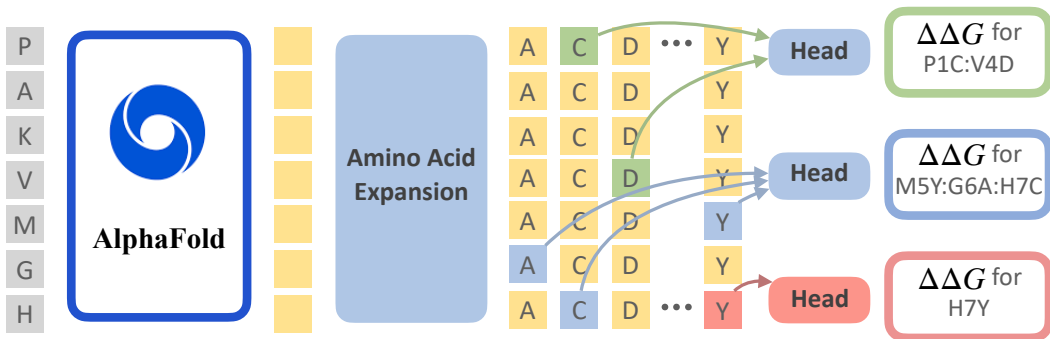 P
A
K
V
M
G
H
AlphaFold
Amino Acid
Expansion
A C D ••• Y
A C D Y
A C D Y
A C D Y
A C D Y
A C D Y
A C D ••• Y
Head
Head
Head
ΔΔG for
P1C:V4D
ΔΔG for
M5Y:G6A:H7C
ΔΔG for
H7Y